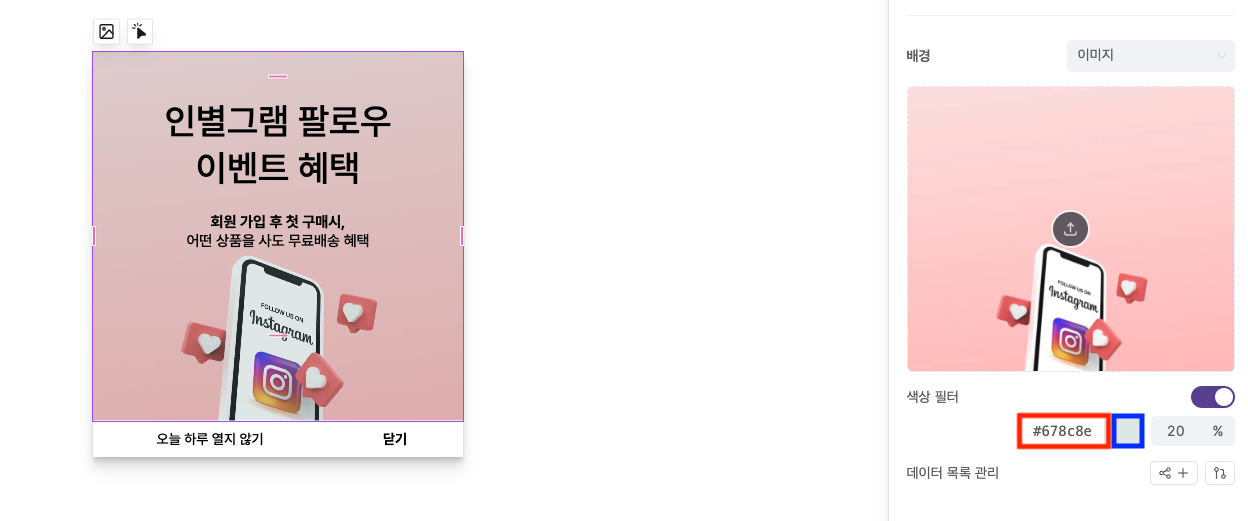 배경
이미지
인별그램 팔로우
이벤트 혜택
회원 가입 후 첫 구매시,
어떤 상품을 사도 무료배송 혜택
FOLLOW US ON
Instagram
오늘 하루 열지 않기
닫기
FOLLOW US ON
Instagram
색상 필터
#678c8e
20 %
데이터 목록 관리